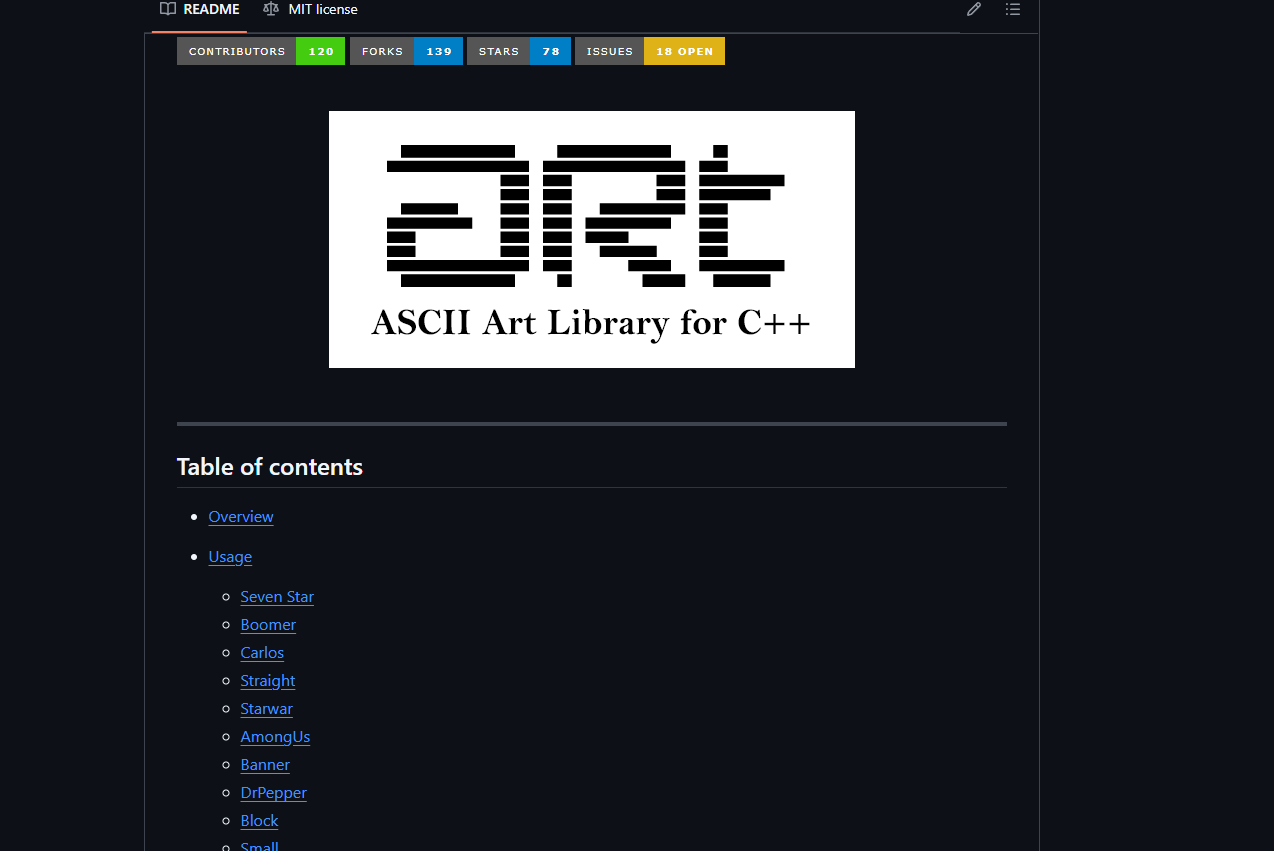 README MIT license
CONTRIBUTORS 120 FORKS 139 STARS 78 ISSUES 18 OPEN
aRt
ASCII Art Library for C++
Table of contents
Overview
Usage
Seven Star
Boomer
Carlos
Straight
Starwar
AmongUs
Banner
DrPepper
Block
Small